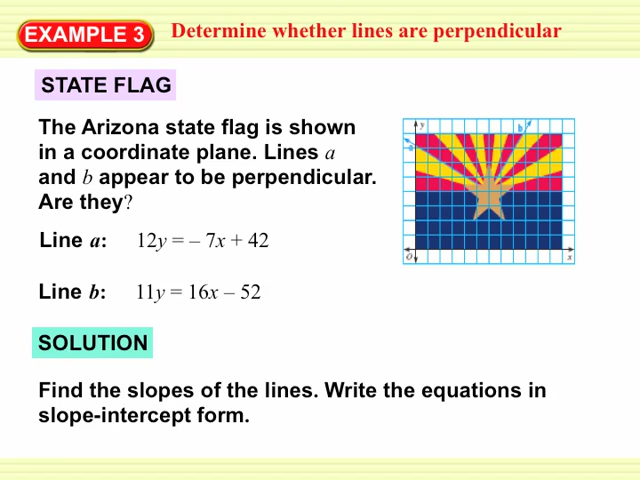 EXAMPLE 3
Determine whether lines are perpendicular
STATE FLAG
The Arizona state flag is shown
in a coordinate plane. Lines a
and b appear to be perpendicular.
Are they?
y
b
a
O
x
Line a: 12y = – 7x + 42
Line b: 11y = 16x – 52
SOLUTION
Find the slopes of the lines. Write the equations in
slope-intercept form.